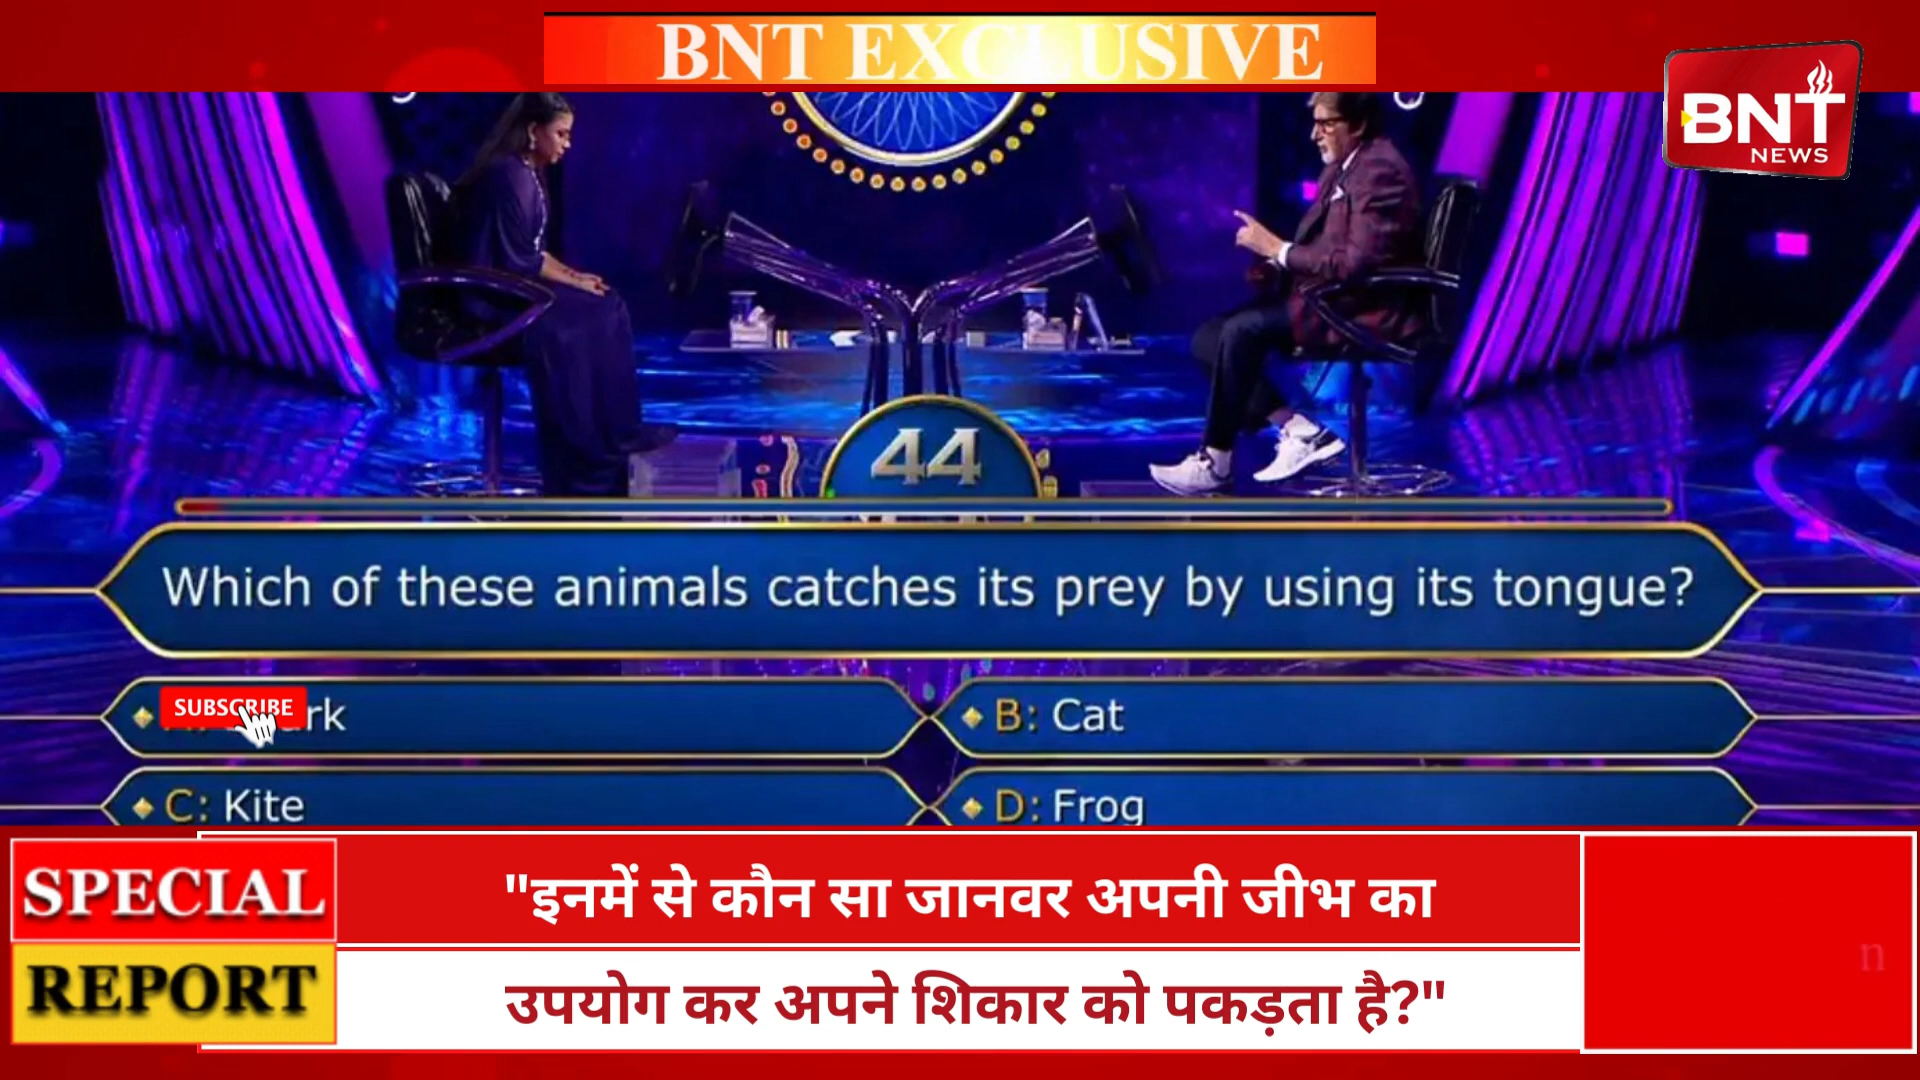 BNT EXCLUSIVE
BNT
NEWS
44
Which of these animals catches its prey by using its tongue?
SUBSCRIBE
B: Cat
C: Kite
D: Frog
SPECIAL
REPORT
"इनमें से कौन सा जानवर अपनी जीभ का
उपयोग कर अपने शिकार को पकड़ता है?"
n